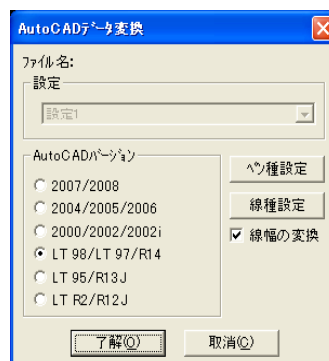 AutoCADﾃﾞｰﾀ変換
ﾌｧｲﾙ名:
設定
設定1
AutoCADﾊﾞｰｼﾞｮﾝ
2007/2008
2004/2005/2006
2000/2002/2002i
LT 98/LT 97/R14
LT 95/R13J
LT R2/R12J
ﾍﾟﾝ種設定
線種設定
線幅の変換
了解(O)
取消(C)